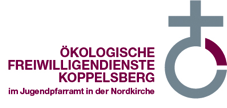 ÖKOLOGISCHE
FREIWILLIGENDIENSTE
KOPPELSBERG
im Jugendpfarramt in der Nordkirche